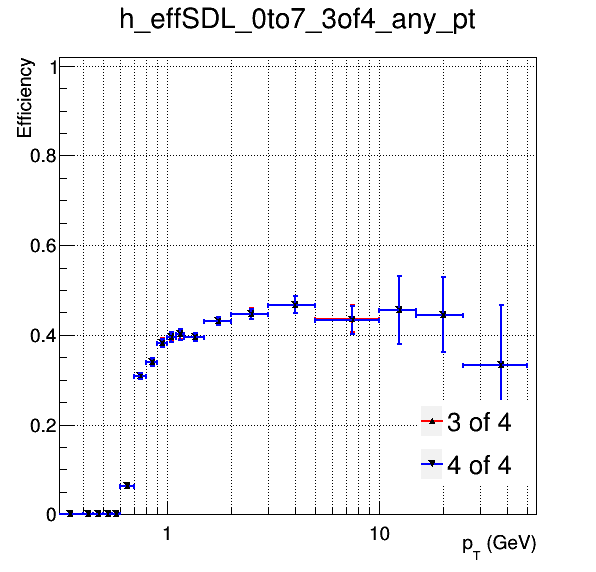 h_effSDL_0to7_3of4_any_pt
Efficiency
1
0.8
0.6
0.4
0.2
0
3 of 4
4 of 4
1
10
pT (GeV)